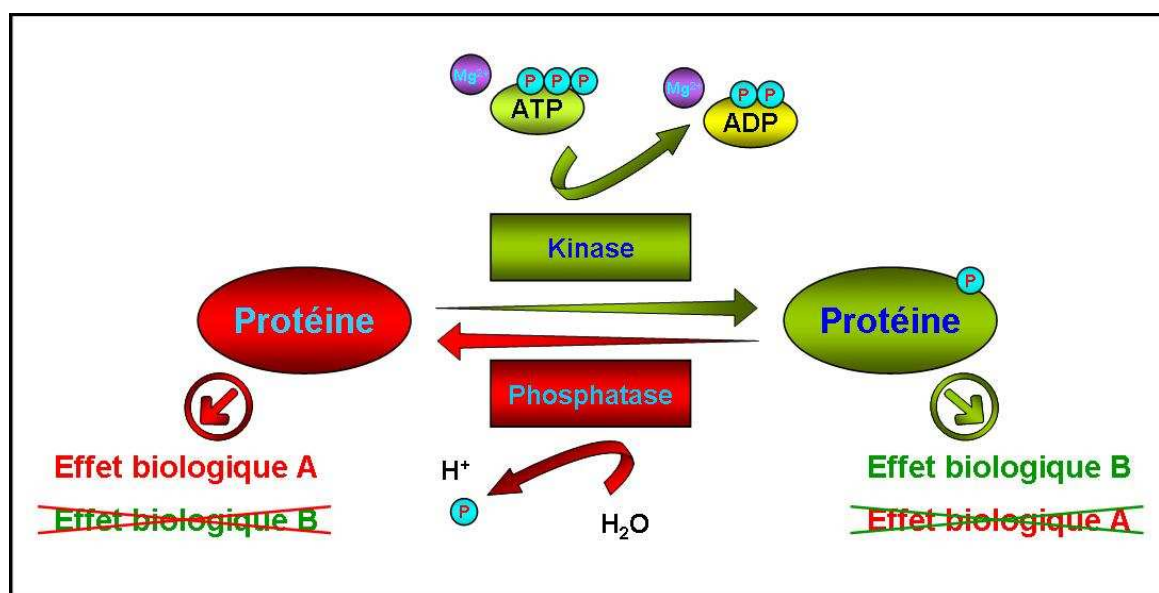 Mg²⁺
P P P
ATP
Mg²⁺
P P
ADP
Kinase
Protéine
P
Protéine
Phosphatase
Effet biologique A
Effet biologique B
H⁺
P
H₂O
Effet biologique B
Effet biologique A